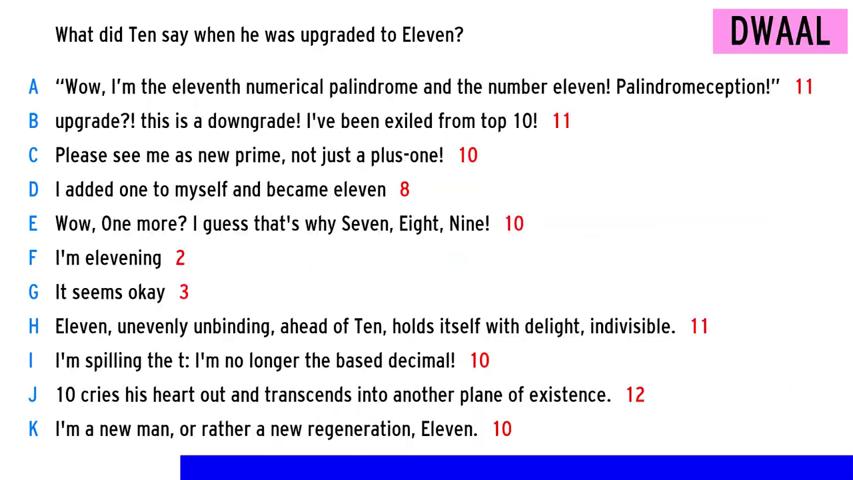 What did Ten say when he was upgraded to Eleven?
DWAAL
A “Wow, I’m the eleventh numerical palindrome and the number eleven! Palindromeception!” 11
B upgrade?! this is a downgrade! I've been exiled from top 10! 11
C Please see me as new prime, not just a plus-one! 10
D I added one to myself and became eleven 8
E Wow, One more? I guess that's why Seven, Eight, Nine! 10
F I'm elevening 2
G It seems okay 3
H Eleven, unevenly unbinding, ahead of Ten, holds itself with delight, indivisible. 11
I I'm spilling the t: I'm no longer the based decimal! 10
J 10 cries his heart out and transcends into another plane of existence. 12
K I'm a new man, or rather a new regeneration, Eleven. 10